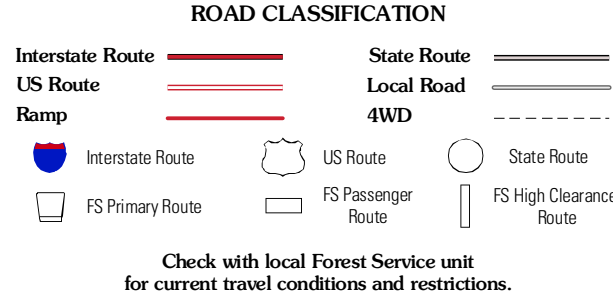 ROAD CLASSIFICATION
Interstate Route
State Route
US Route
Local Road
Ramp
4WD
Interstate Route
US Route
State Route
FS Primary Route
FS Passenger
Route
FS High Clearance
Route
Check with local Forest Service unit
for current travel conditions and restrictions.